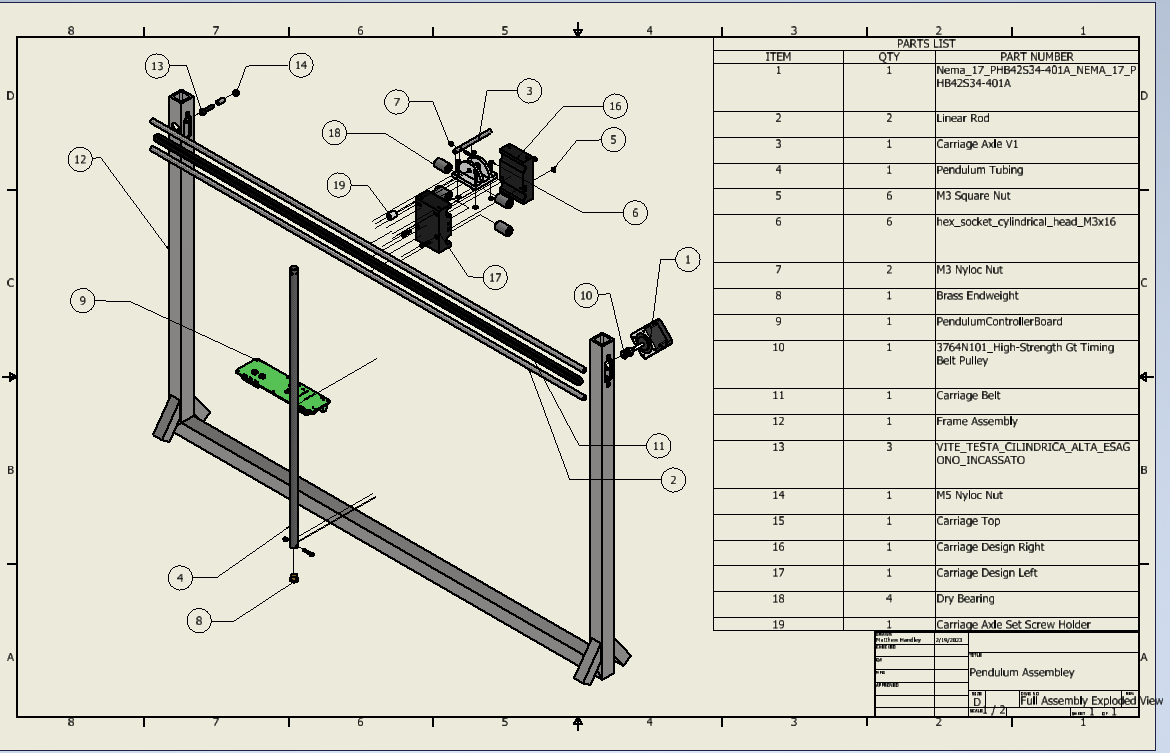 8 7 6 5 4 3 2 1
PARTS LIST
ITEM QTY PART NUMBER
1 1 Nema_17_PHB42S34-401A_NEMA_17_P
HB42S34-401A
2 2 Linear Rod
3 1 Carriage Axle V1
4 1 Pendulum Tubing
5 6 M3 Square Nut
6 6 hex_socket_cylindrical_head_M3x16
7 2 M3 Nyloc Nut
8 1 Brass Endweight
9 1 PendulumControllerBoard
10 1 3764N101_High-Strength Gt Timing
Belt Pulley
11 1 Carriage Belt
12 1 Frame Assembly
13 3 VITE_TESTA_CILINDRICA_ALTA_ESAG
ONO_INCASSATO
14 1 M5 Nyloc Nut
15 1 Carriage Top
16 1 Carriage Design Right
17 1 Carriage Design Left
18 4 Dry Bearing
19 1 Carriage Axle Set Screw Holder
13
14
7
3
16
18
5
12
19
6
17
1
10
9
11
2
4
8
D
C
B
A
D
C
B
A
DRAWN
Matthew Handley 2/19/2023
CHECKED
QA
MFG
APPROVED
TITLE
Pendulum Assembley
SIZE
D
DWG NO
Full Assembly Exploded View
REV
SCALE 1 / 2
SHEET 1 OF 1
8 7 6 5 4 3 2 1